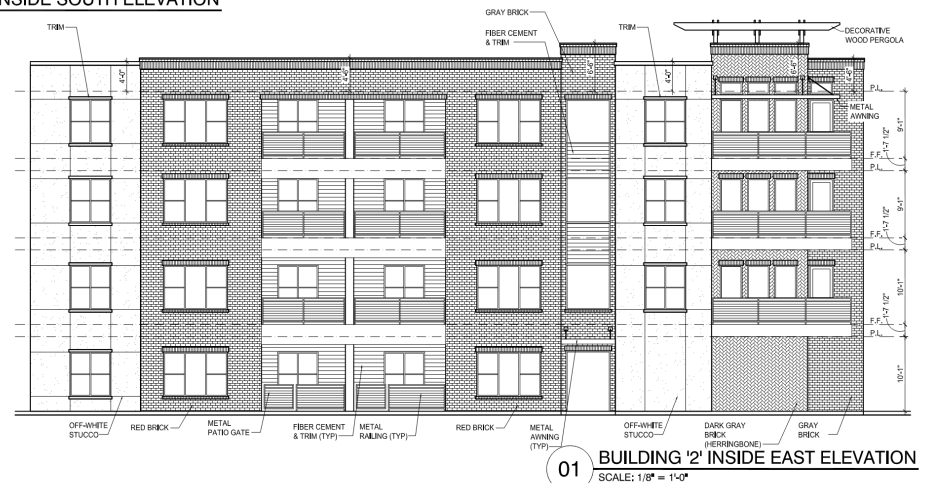 INSIDE SOUTH ELEVATION
TRIM
GRAY BRICK
FIBER CEMENT
& TRIM
TRIM
DECORATIVE
WOOD PERGOLA
4'-0"
4'-6"
6'-6"
4'-0"
6'-6"
4'-6"
METAL
AWNING
P.L.
9'-1"
F.F.
1'-7 1/2"
P.L.
9'-1"
F.F.
1'-7 1/2"
P.L.
10'-1"
F.F.
1'-7 1/2"
P.L.
10'-1"
OFF-WHITE
STUCCO
RED BRICK
METAL
PATIO GATE
FIBER CEMENT
& TRIM (TYP)
METAL
RAILING (TYP)
RED BRICK
METAL
AWNING
(TYP)
OFF-WHITE
STUCCO
DARK GRAY
BRICK
(HERRINGBONE)
GRAY
BRICK
01
BUILDING '2' INSIDE EAST ELEVATION
SCALE: 1/8" = 1'-0"